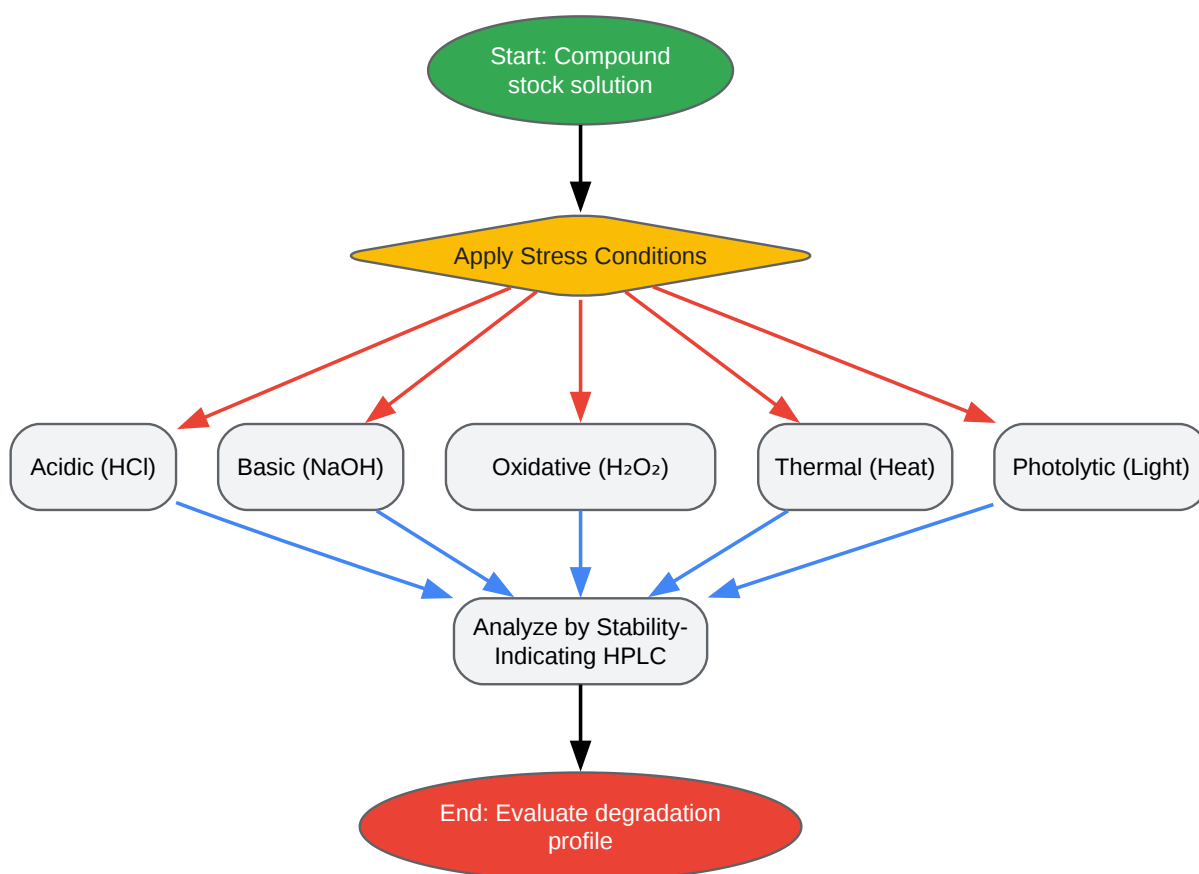 Start: Compound
stock solution
Apply Stress Conditions
Acidic (HCl)
Basic (NaOH)
Oxidative (H₂O₂)
Thermal (Heat)
Photolytic (Light)
Analyze by Stability-
Indicating HPLC
End: Evaluate degradation
profile